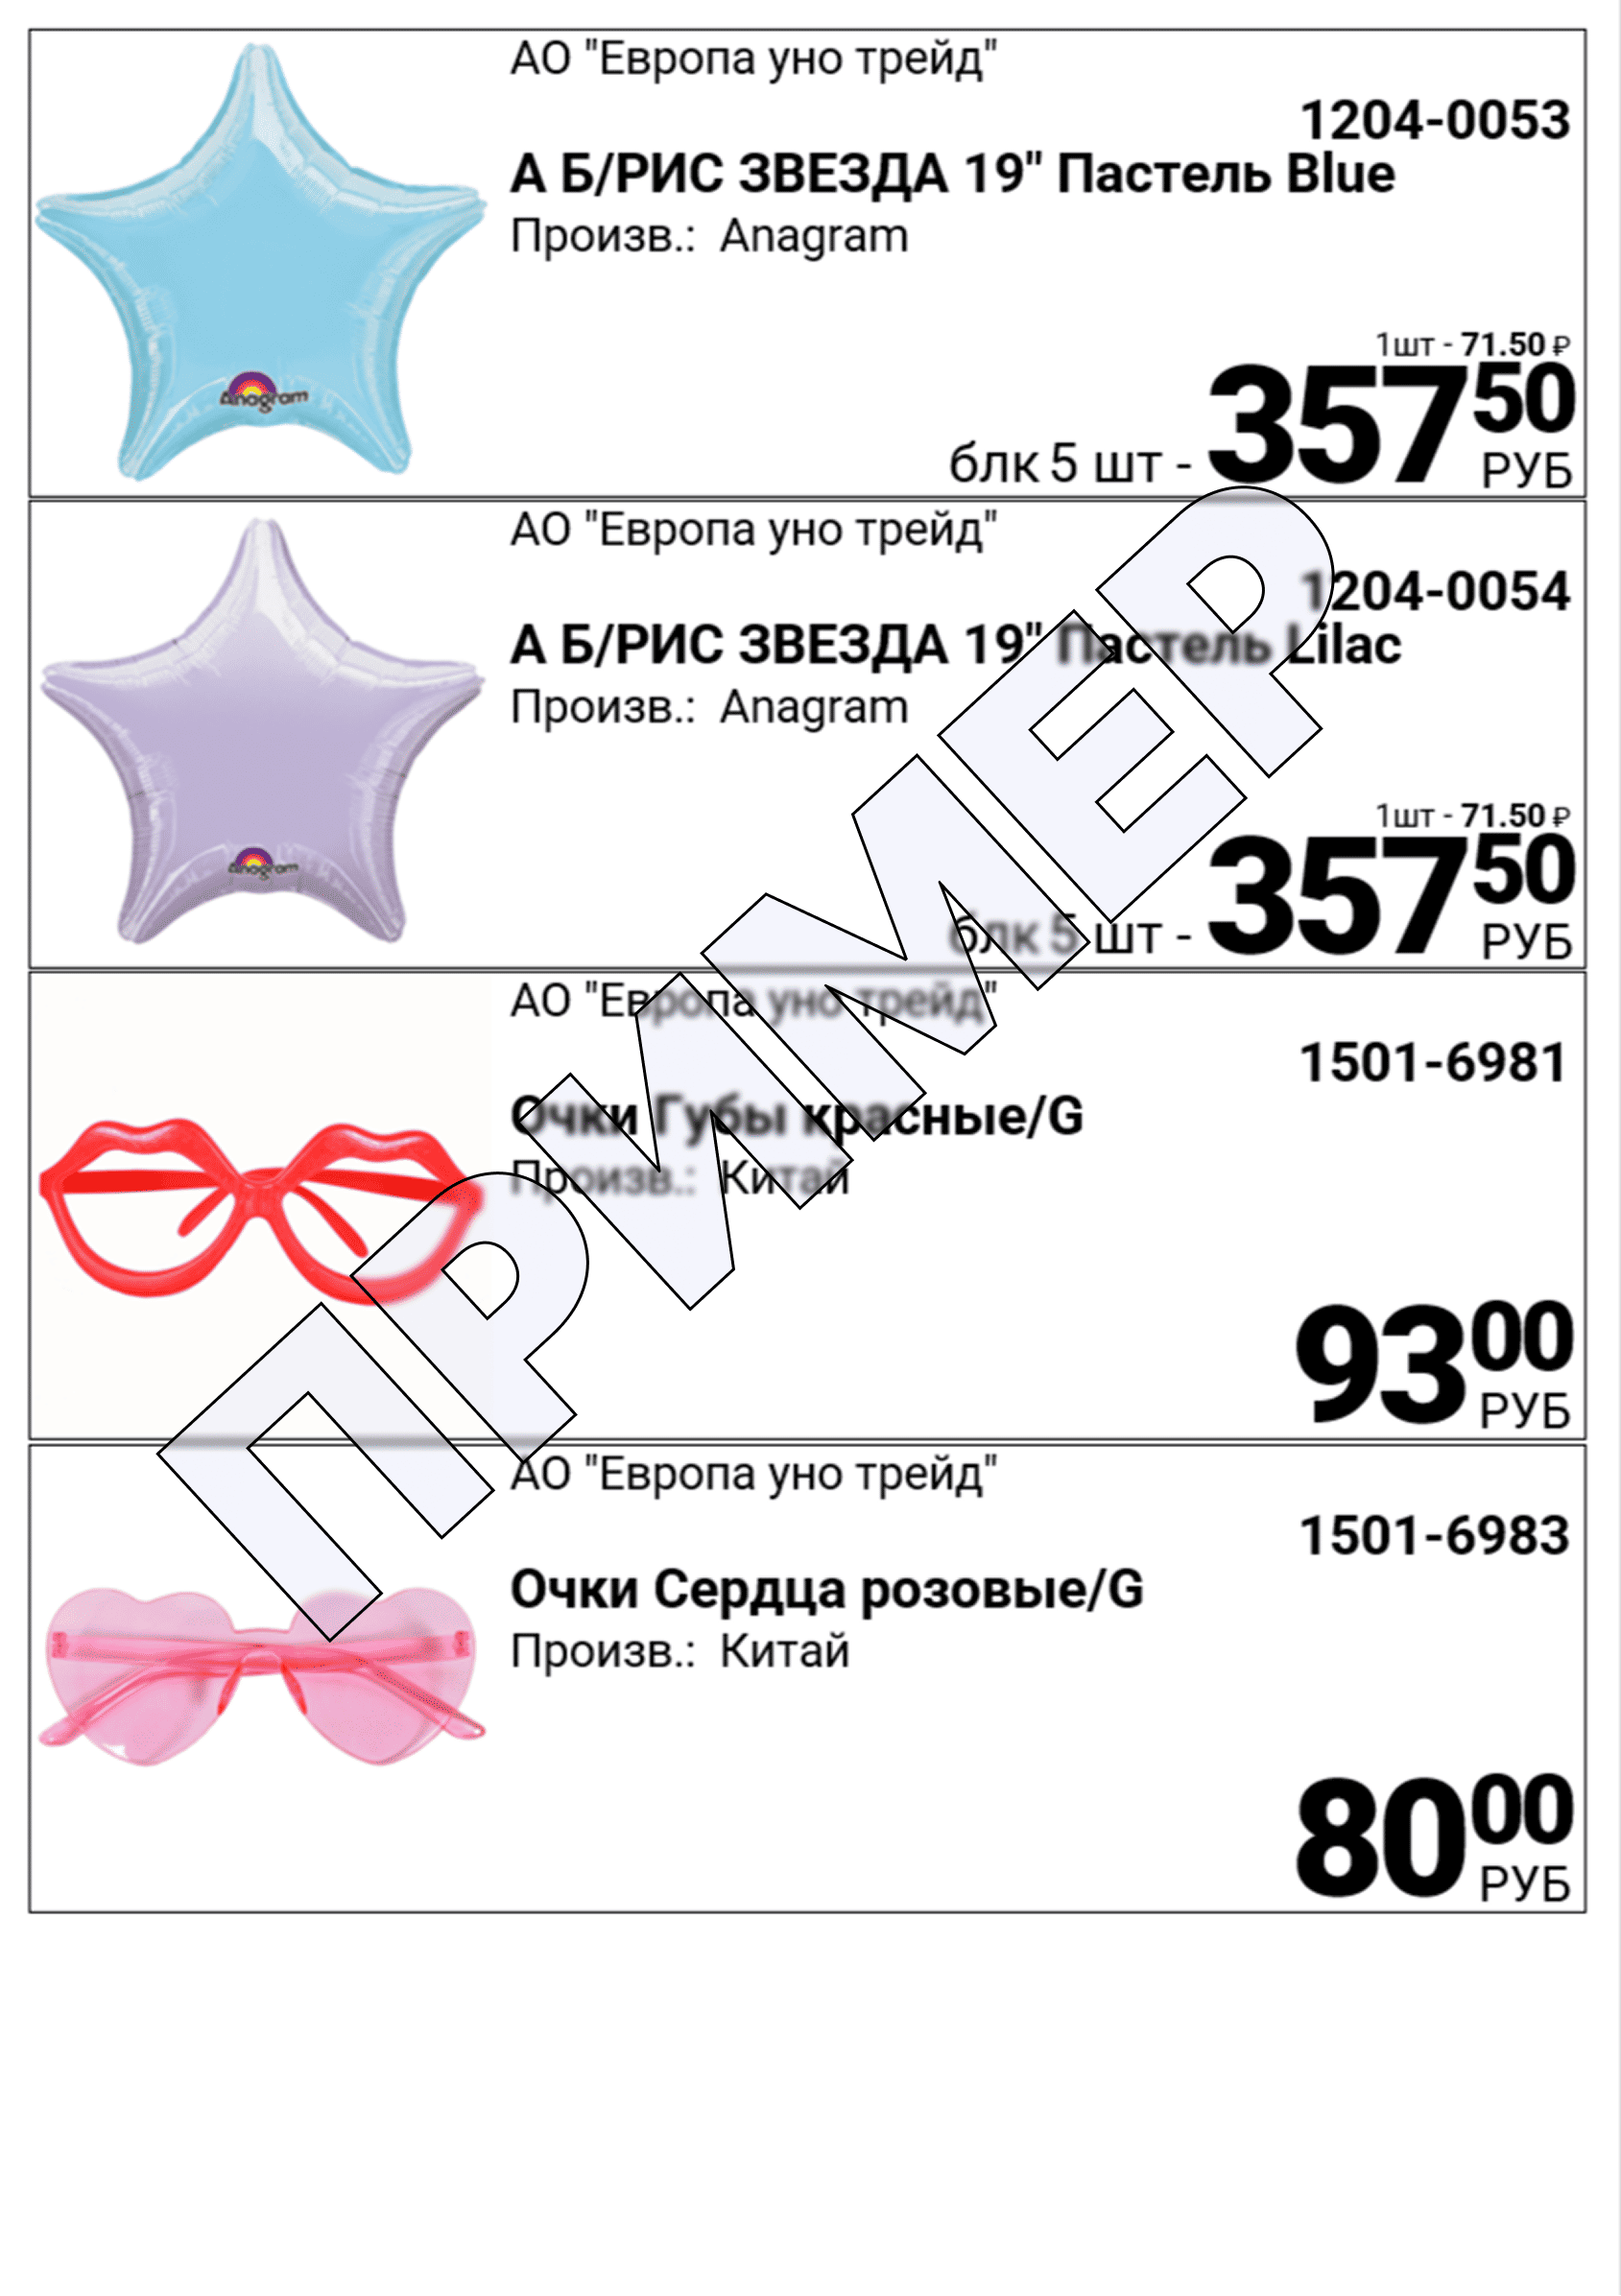 АО "Европа уно трейд"
1204-0053
А Б/РИС ЗВЕЗДА 19" Пастель Blue
Произв.: Anagram
1шт - 71.50 ₽
блк 5 шт - 357 50
РУБ
Anagram
АО "Европа уно трейд"
1204-0054
А Б/РИС ЗВЕЗДА 19" Пастель Lilac
Произв.: Anagram
1шт - 71.50 ₽
блк 5 шт - 357 50
РУБ
Anagram
АО "Европа уно трейд"
1501-6981
Очки Губы красные/G
Произв.: Китай
93 00
РУБ
АО "Европа уно трейд"
1501-6983
Очки Сердца розовые/G
Произв.: Китай
80 00
РУБ
ПРИМЕР